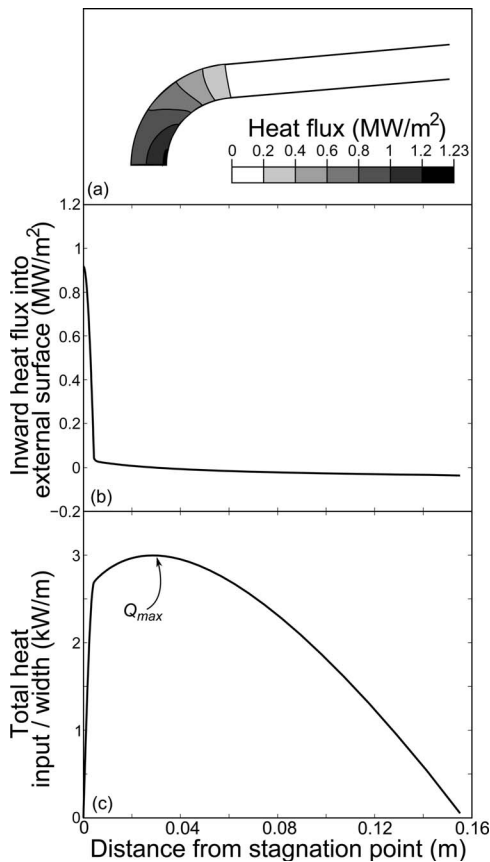 Heat flux (MW/m²)
0 0.2 0.4 0.6 0.8 1 1.2 1.23
(a)
1.2
1
0.8
0.6
0.4
0.2
0
−0.2
Inward heat flux into
external surface (MW/m²)
(b)
3
2
1
0
Total heat
input / width (kW/m)
Qmax
(c)
0 0.04 0.08 0.12 0.16
Distance from stagnation point (m)